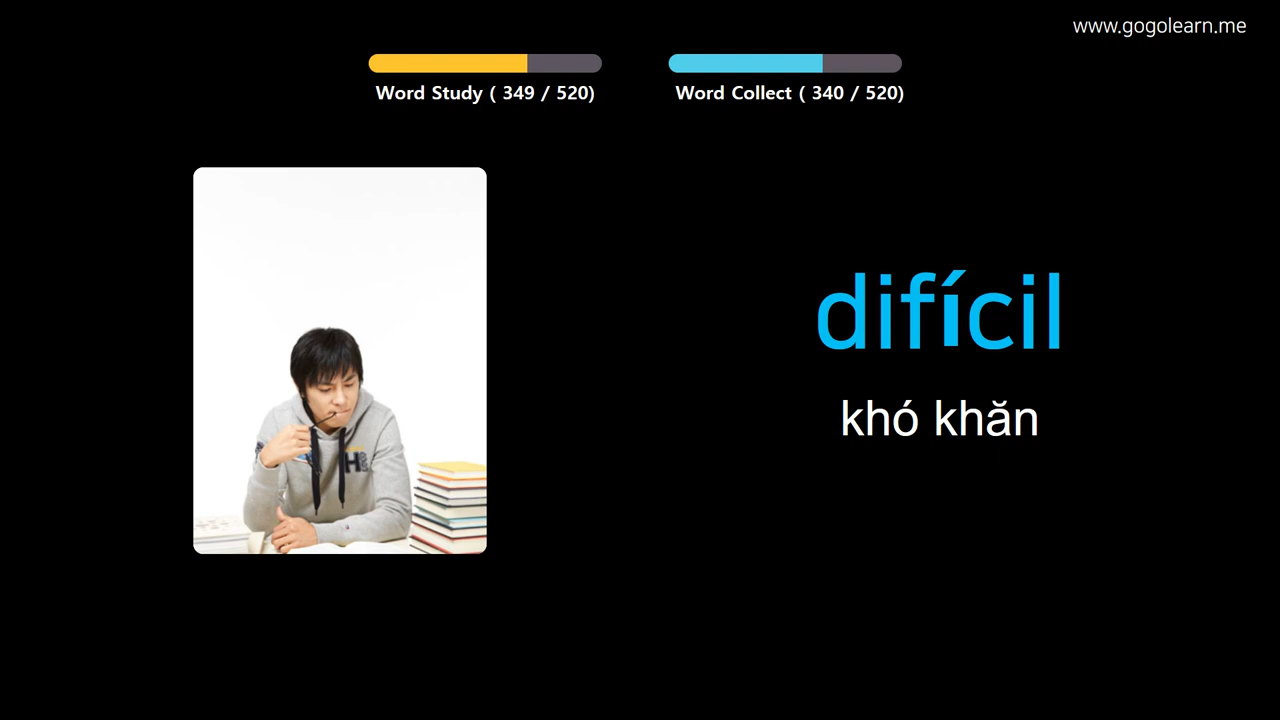 www.gogolearn.me
Word Study ( 349 / 520)
Word Collect ( 340 / 520)
difícil
khó khăn
H